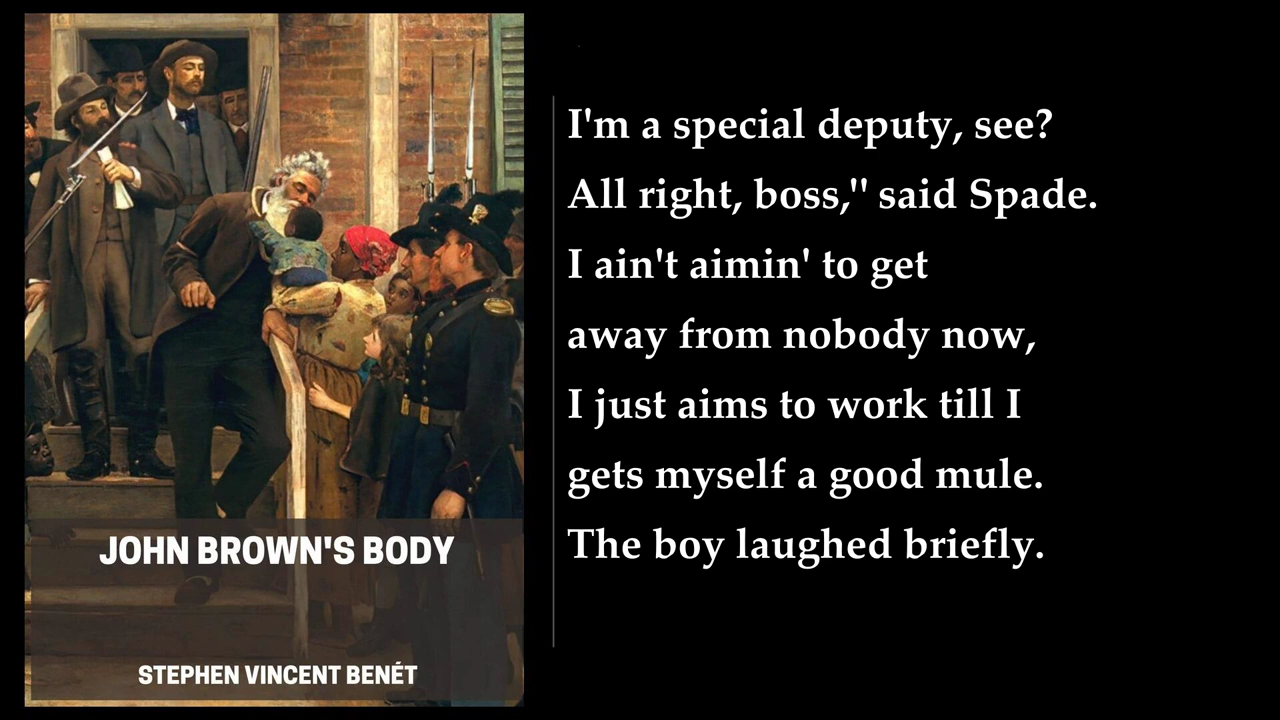 JOHN BROWN'S BODY
STEPHEN VINCENT BENÉT
I'm a special deputy, see?
All right, boss,'' said Spade.
I ain't aimin' to get
away from nobody now,
I just aims to work till I
gets myself a good mule.
The boy laughed briefly.